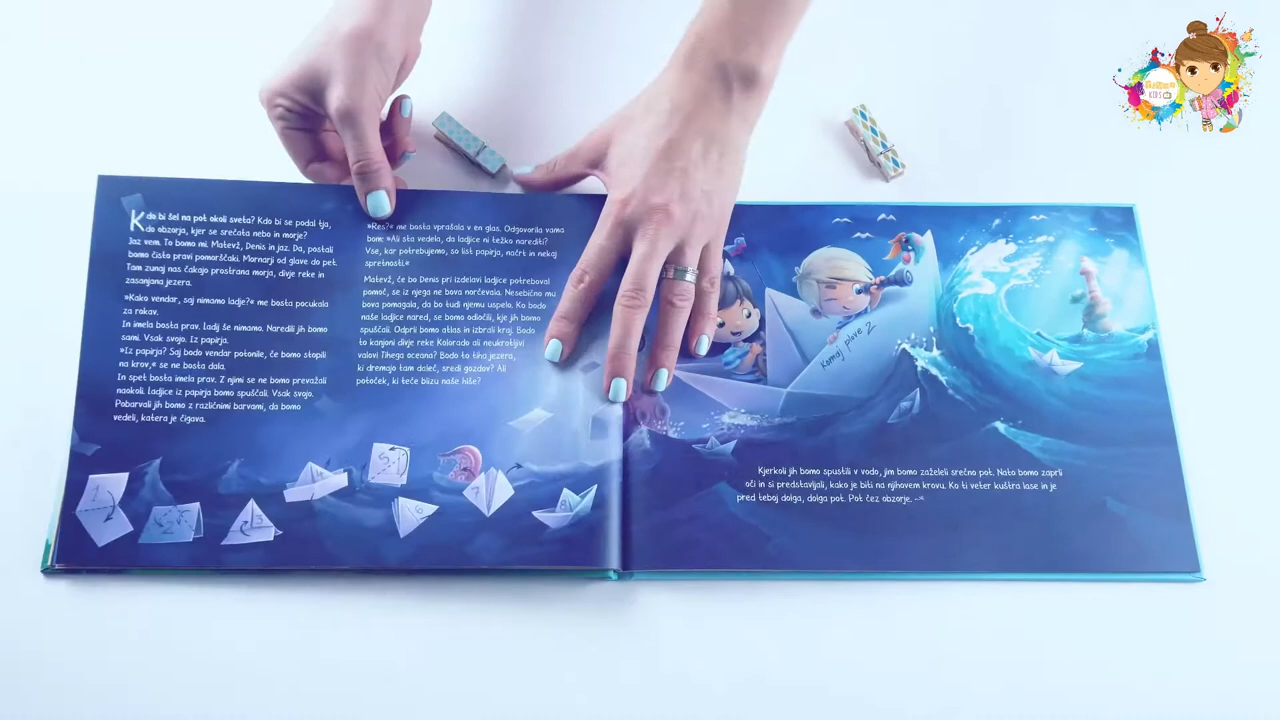 Kdo bi šel na pot okoli sveta? Kdo bi se podal tja,
do obzorja, kjer se srečata nebo in morje?
Jaz vem. To bomo mi. Matevž, Denis in jaz. Da, postali
bomo čisto pravi pomorščaki. Mornarji od glave do pet.
Tam zunaj nas čakajo prostrana morja, divje reke in
zasanjana jezera.
»Kako vendar, saj nimamo ladje?« me bosta pocukala
za rokav.
In imela bosta prav. Ladij še nimamo. Naredili jih bomo
sami. Vsak svojo. Iz papirja.
»Iz papirja? Saj bodo vendar potonile, če bomo stopili
na krov,« se ne bosta dala.
In spet bosta imela prav. Z njimi se ne bomo prevažali
naokoli. Ladjice iz papirja bomo spuščali. Vsak svojo.
Pobarvali jih bomo z različnimi barvami, da bomo
vedeli, katera je čigava.
»Res?« me bosta vprašala v en glas. Odgovorila vama
bom: »Ali sta vedela, da ladjice ni težko narediti?
Vse, kar potrebujemo, so list papirja, načrt in nekaj
spretnosti.«
Matevž, če bo Denis pri izdelavi ladjice potreboval
pomoč, se iz njega ne bova norčevala. Nesebično mu
bova pomagala, da bo tudi njemu uspelo. Ko bodo
naše ladjice nared, se bomo odločili, kje jih bomo
spuščali. Odprli bomo atlas in izbrali kraj. Bodo
to kanjoni divje reke Kolorado ali neukrotljivi
valovi Tihega oceana? Bodo to tiha jezera,
ki dremajo tam daleč, sredi gozdov? Ali
potoček, ki teče blizu naše hiše?
1
2
3
5
6
7
8
Komaj plave 2
Kjerkoli jih bomo spustili v vodo, jim bomo zaželeli srečno pot. Nato bomo zaprli
oči in si predstavljali, kako je biti na njihovem krovu. Ko ti veter kuštra lase in je
pred teboj dolga, dolga pot. Pot čez obzorje.
KIDS